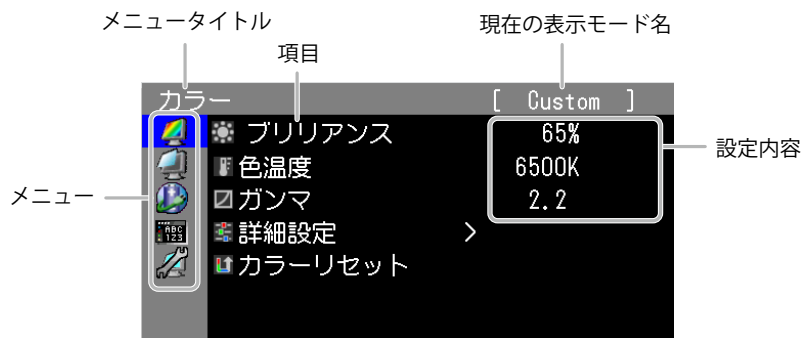 メニュータイトル
現在の表示モード名
項目
カラー
[ Custom ]
ブリリアンス
65%
設定内容
色温度
6500K
メニュー
ガンマ
2.2
ABC
123
詳細設定
カラーリセット